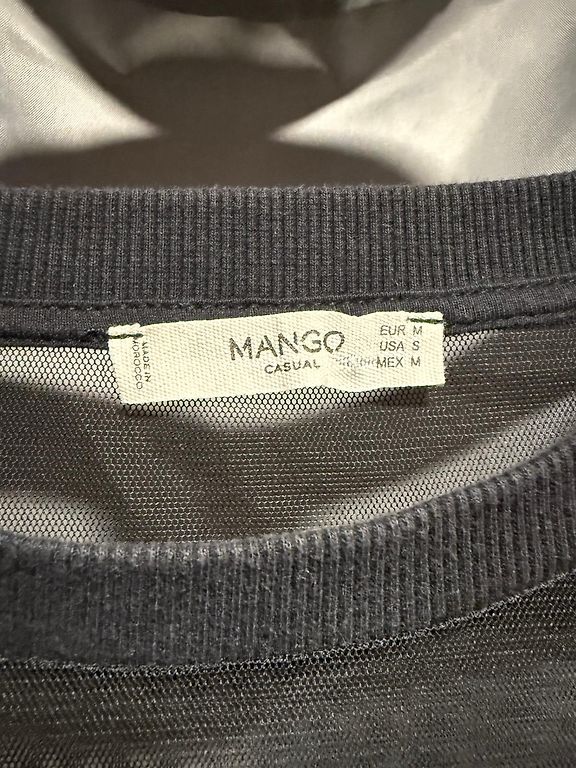 MADE IN
MOROCCO
MANGO
CASUAL
EUR M
USA S
MEX M